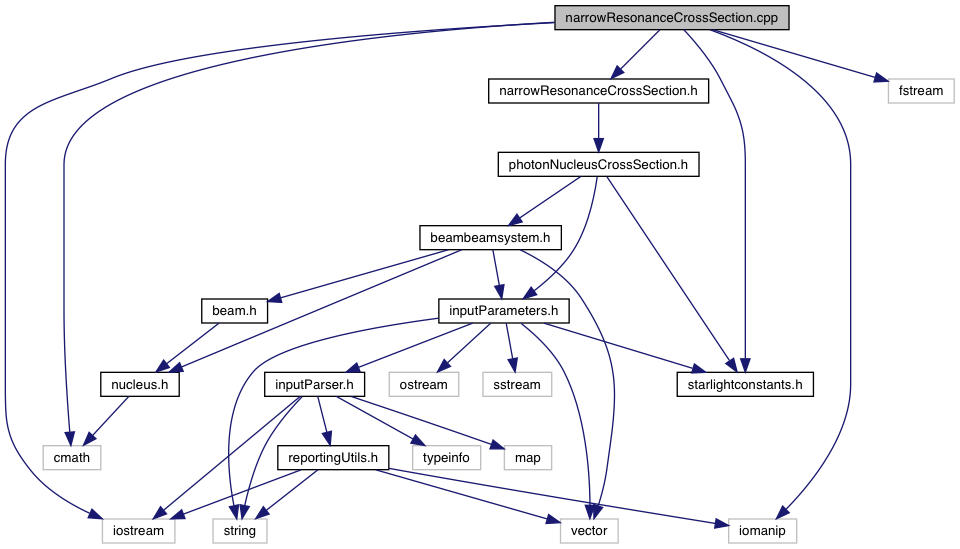 narrowResonanceCrossSection.cpp
narrowResonanceCrossSection.h
fstream
photonNucleusCrossSection.h
beambeamsystem.h
beam.h
inputParameters.h
nucleus.h
inputParser.h
ostream
sstream
starlightconstants.h
cmath
reportingUtils.h
typeinfo
map
iostream
string
vector
iomanip